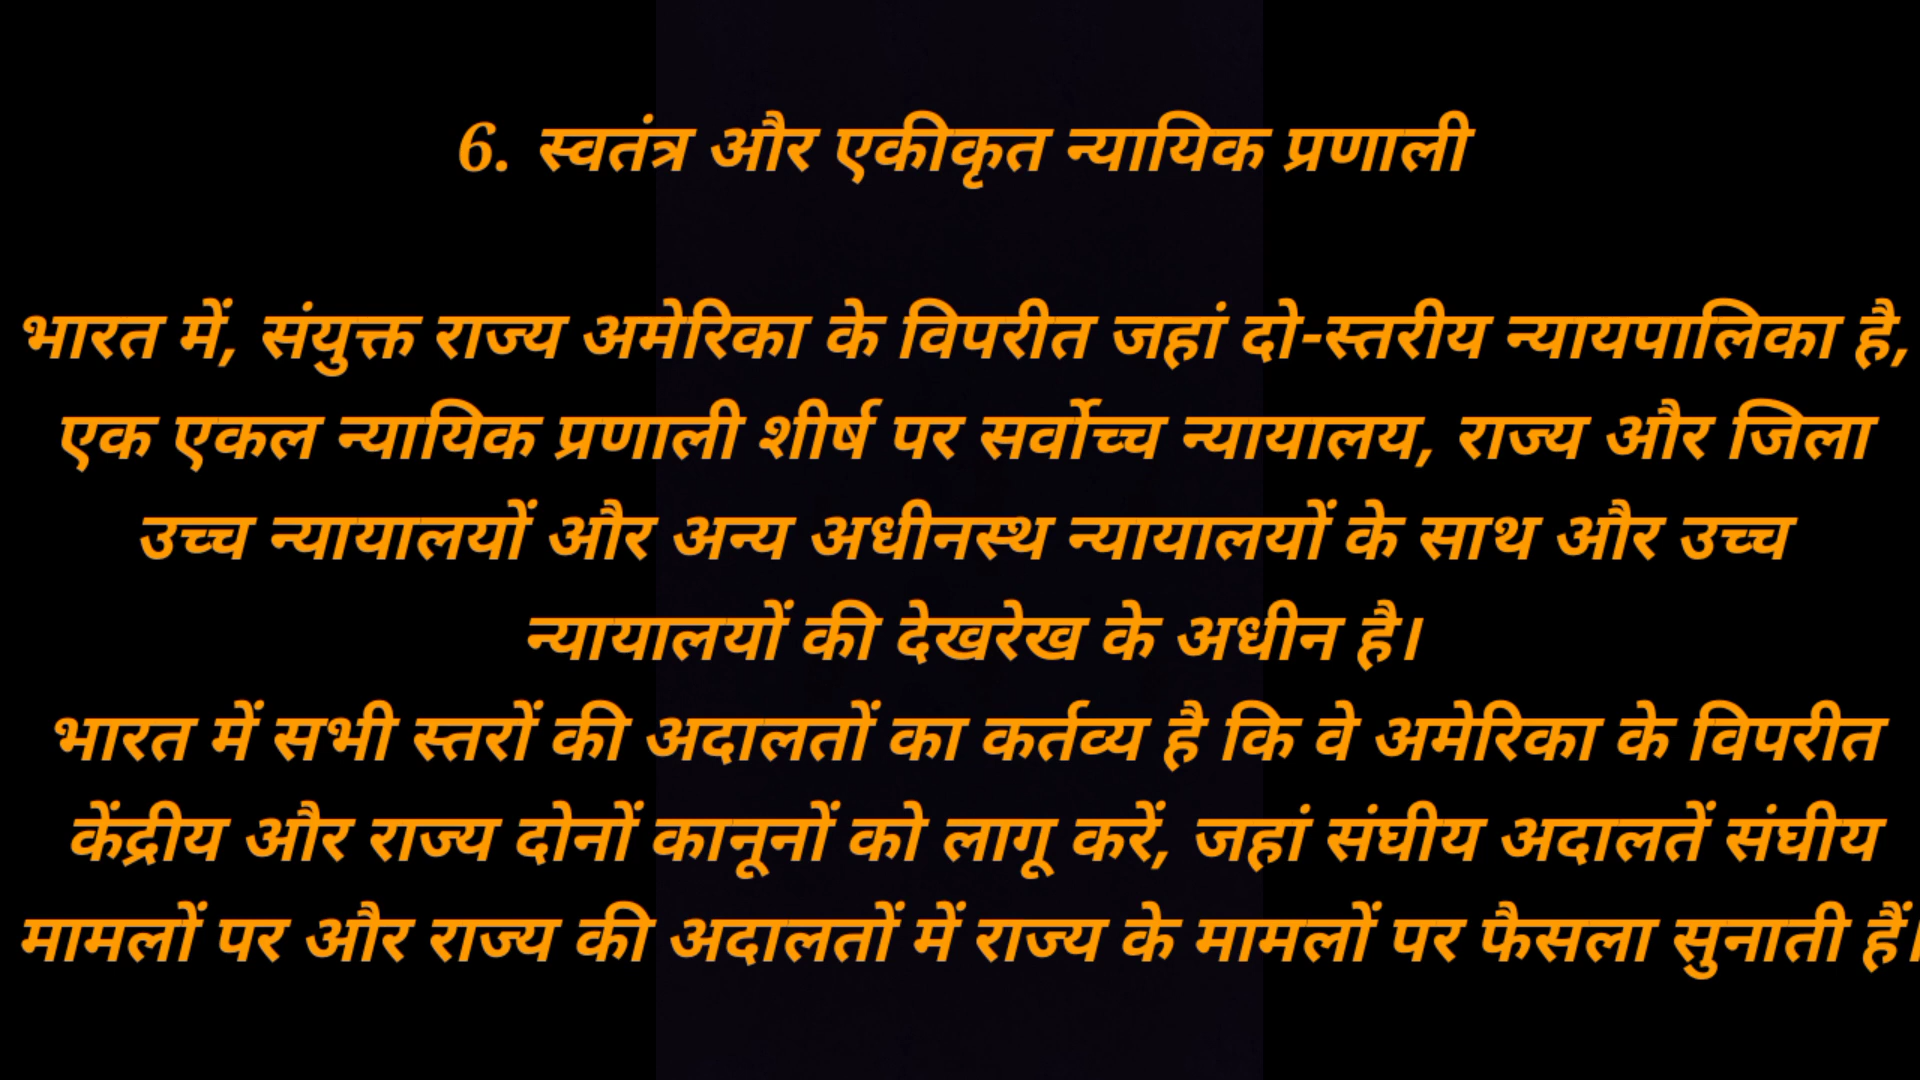 6. स्वतंत्र और एकीकृत न्यायिक प्रणाली
भारत में, संयुक्त राज्य अमेरिका के विपरीत जहां दो-स्तरीय न्यायपालिका है,
एक एकल न्यायिक प्रणाली शीर्ष पर सर्वोच्च न्यायालय, राज्य और जिला
उच्च न्यायालयों और अन्य अधीनस्थ न्यायालयों के साथ और उच्च
न्यायालयों की देखरेख के अधीन है।
भारत में सभी स्तरों की अदालतों का कर्तव्य है कि वे अमेरिका के विपरीत
केंद्रीय और राज्य दोनों कानूनों को लागू करें, जहां संघीय अदालतें संघीय
मामलों पर और राज्य की अदालतों में राज्य के मामलों पर फैसला सुनाती हैं।